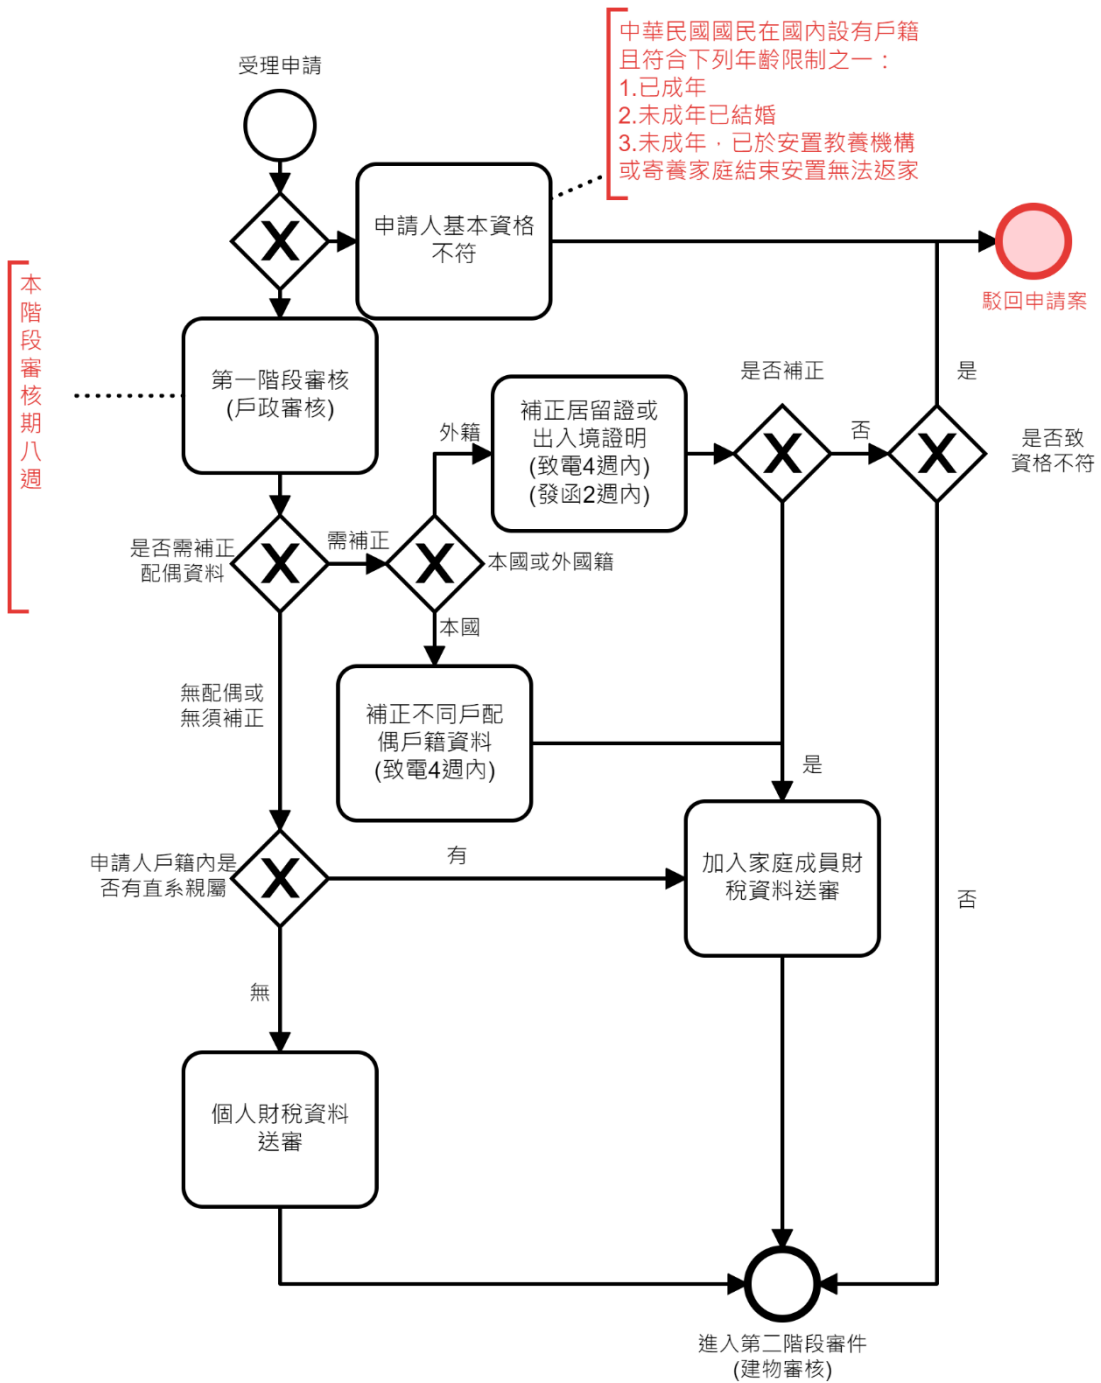 受理申請
中華民國國民在國內設有戶籍
且符合下列年齡限制之一：
1.已成年
2.未成年已結婚
3.未成年，已於安置教養機構
或寄養家庭結束安置無法返家
申請人基本資格
不符
駁回申請案
本
階
段
審
核
期
八
週
第一階段審核
(戶政審核)
外籍
補正居留證或
出入境證明
(致電4週內)
(發函2週內)
是否補正
否
是
是否致
資格不符
是否需補正
配偶資料
需補正
本國或外國籍
本國
無配偶或
無須補正
補正不同戶配
偶戶籍資料
(致電4週內)
是
申請人戶籍內是
否有直系親屬
有
加入家庭成員財
稅資料送審
否
無
個人財稅資料
送審
進入第二階段審件
(建物審核)